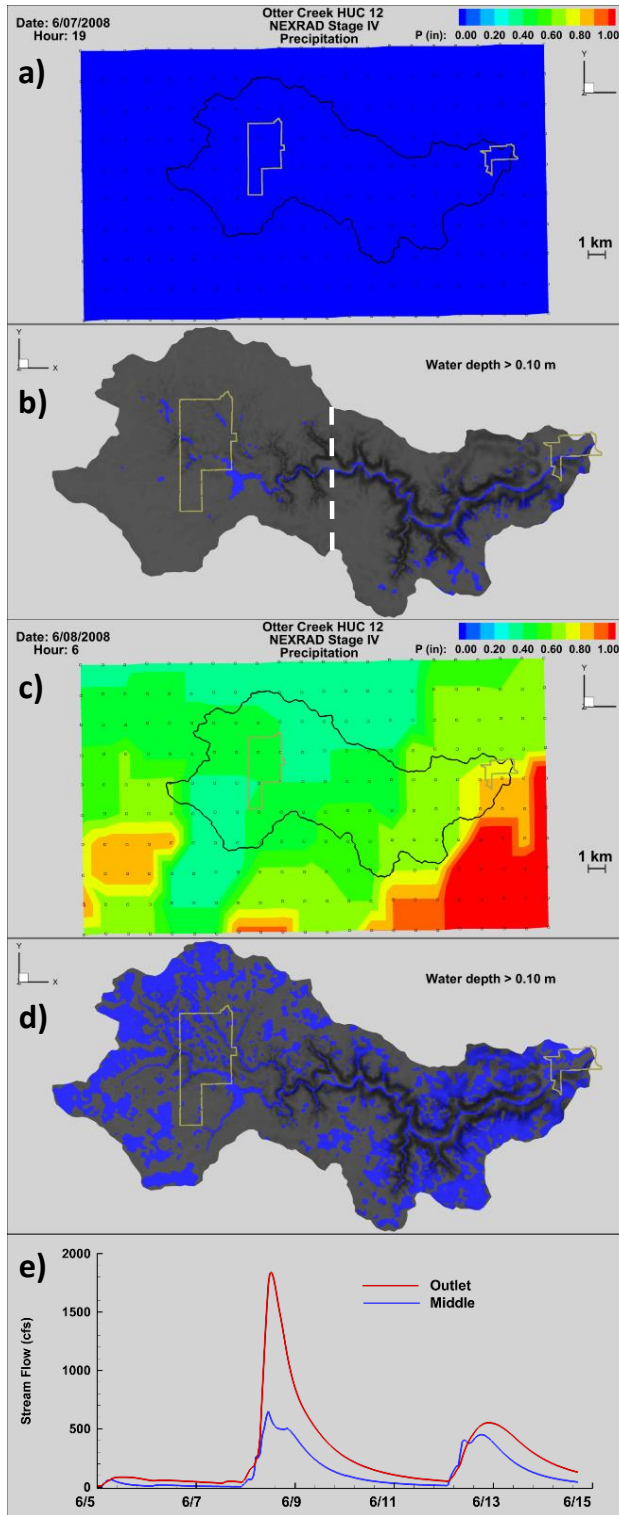 a)
Date: 6/07/2008
Hour: 19
Otter Creek HUC 12
NEXRAD Stage IV
Precipitation
P (in): 0.00 0.20 0.40 0.60 0.80 1.00
Y
X
Z
1 km
b)
Y
X
Z
Water depth > 0.10 m
c)
Date: 6/08/2008
Hour: 6
Otter Creek HUC 12
NEXRAD Stage IV
Precipitation
P (in): 0.00 0.20 0.40 0.60 0.80 1.00
Y
X
Z
1 km
d)
Y
X
Z
Water depth > 0.10 m
e)
Stream Flow (cfs)
2000
1500
1000
500
0
Outlet
Middle
6/5 6/7 6/9 6/11 6/13 6/15